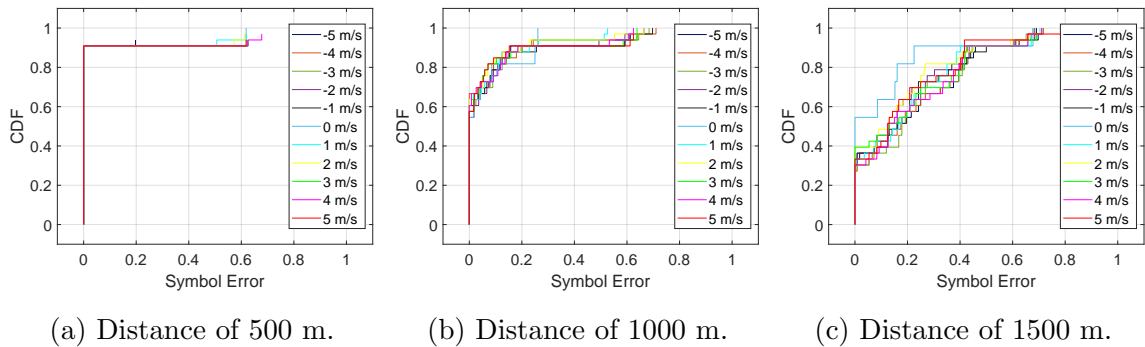 1
0.8
0.6
0.4
0.2
0
CDF
0 0.2 0.4 0.6 0.8 1
Symbol Error
-5 m/s
-4 m/s
-3 m/s
-2 m/s
-1 m/s
0 m/s
1 m/s
2 m/s
3 m/s
4 m/s
5 m/s
(a) Distance of 500 m.
1
0.8
0.6
0.4
0.2
0
CDF
0 0.2 0.4 0.6 0.8 1
Symbol Error
-5 m/s
-4 m/s
-3 m/s
-2 m/s
-1 m/s
0 m/s
1 m/s
2 m/s
3 m/s
4 m/s
5 m/s
(b) Distance of 1000 m.
1
0.8
0.6
0.4
0.2
0
CDF
0 0.2 0.4 0.6 0.8 1
Symbol Error
-5 m/s
-4 m/s
-3 m/s
-2 m/s
-1 m/s
0 m/s
1 m/s
2 m/s
3 m/s
4 m/s
5 m/s
(c) Distance of 1500 m.